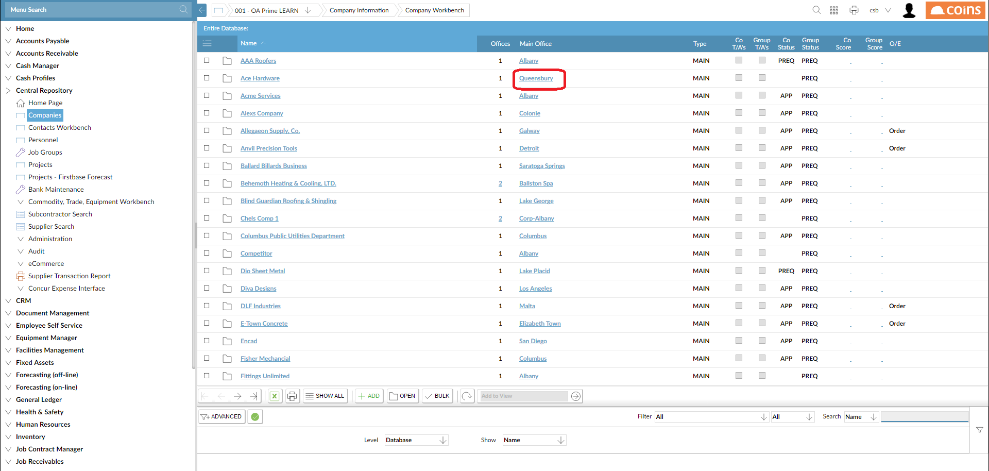 Menu Search
001 - OA Prime LEARN
Company Information
Company Workbench
csb
coins
Home
Accounts Payable
Accounts Receivable
Cash Manager
Cash Profiles
Central Repository
Home Page
Companies
Contacts Workbench
Personnel
Job Groups
Projects
Projects - Firstbase Forecast
Bank Maintenance
Commodity, Trade, Equipment Workbench
Subcontractor Search
Supplier Search
Administration
Audit
eCommerce
Supplier Transaction Report
Concur Expense Interface
CRM
Document Management
Employee Self Service
Equipment Manager
Facilities Management
Fixed Assets
Forecasting (off-line)
Forecasting (on-line)
General Ledger
Health & Safety
Human Resources
Inventory
Job Contract Manager
Job Receivables
Entire Database:
Name Offices Main Office Type Co T/A's Group T/A's Co Status Group Status Co Score Group Score O/E
AAA Roofers 1 Albany MAIN PREQ PREQ
Ace Hardware 1 Queensbury MAIN PREQ
Acme Services 1 Albany MAIN APP PREQ
Alexs Company 1 Colonie MAIN APP PREQ
Allegheon Supply, Co. 1 Galway MAIN APP PREQ Order
Anvil Precision Tools 1 Detroit MAIN APP PREQ Order
Ballard Billards Business 1 Saratoga Springs MAIN APP PREQ
Behemoth Heating & Cooling, LTD. 2 Ballston Spa MAIN APP PREQ
Blind Guardian Roofing & Shingling 1 Lake George MAIN APP PREQ
Chels Comp 1 2 Corp-Albany MAIN PREQ
Columbus Public Utilities Department 1 Columbus MAIN APP PREQ
Competitor 1 Albany MAIN PREQ
Dio Sheet Metal 1 Lake Placid MAIN PREQ PREQ
Diva Designs 1 Los Angeles MAIN APP PREQ
DLF Industries 1 Malta MAIN APP PREQ Order
E-Town Concrete 1 Elizabeth Town MAIN APP PREQ Order
Encad 1 San Diego MAIN APP PREQ
Fisher Mechancial 1 Columbus MAIN APP PREQ
Fittings Unlimited 1 Albany MAIN PREQ
SHOW ALL
ADD
OPEN
BULK
Add to View
ADVANCED
Filter All All Search Name
Level Database Show Name